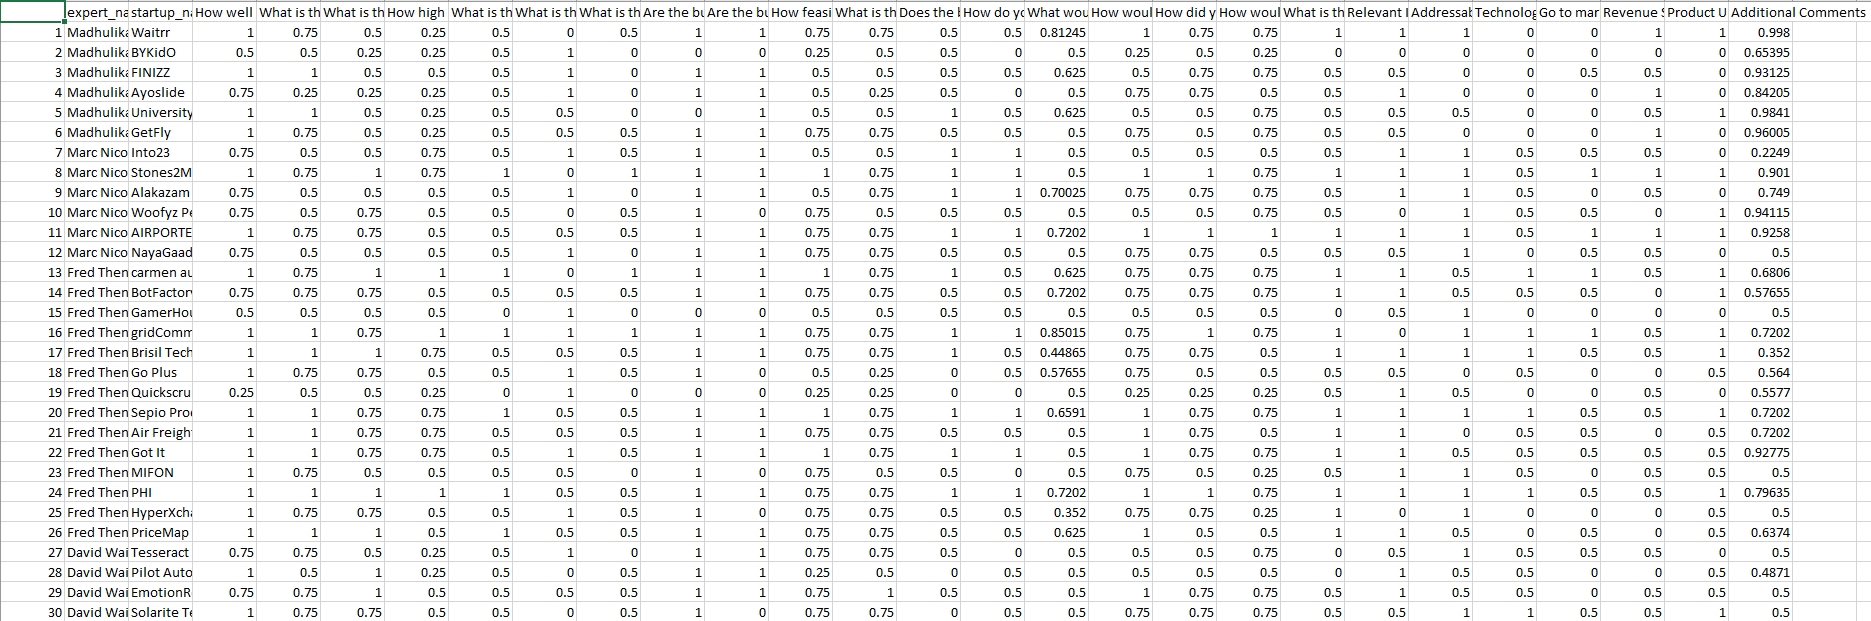 expert_na startup_na How well What is th What is th How high What is th What is th What is th Are the bu Are the bu How feasi What is th Does the l How do yo What wou How woul How did y How woul What is th Relevant I Addressal Technolog Go to mar Revenue S Product U Additional Comments
1 Madhulika Waitrr 1 0.75 0.5 0.25 0.5 0 0.5 1 1 0.75 0.75 0.5 0.5 0.81245 1 0.75 0.75 1 1 1 0 0 1 1 0.998
2 Madhulika BYKidO 0.5 0.5 0.25 0.25 0.5 1 0 0 0 0.25 0.5 0.5 0 0.5 0.25 0.5 0.25 0 0 0 0 0 0 0 0.65395
3 Madhulika FINIZZ 1 1 0.5 0.5 0.5 1 0 1 1 0.5 0.5 0.5 0.5 0.625 0.5 0.75 0.75 0.5 0.5 0 0 0.5 0.5 0 0.93125
4 Madhulika Ayoslide 0.75 0.25 0.25 0.25 0.5 1 0 1 1 0.5 0.25 0.5 0 0.5 0.75 0.75 0.5 0.5 1 0 0 0 1 0 0.84205
5 Madhulika University 1 1 0.5 0.25 0.5 0.5 0 0 1 0.5 0.5 1 0.5 0.625 0.5 0.5 0.75 0.5 0.5 0.5 0 0 0.5 1 0.9841
6 Madhulika GetFly 1 0.75 0.5 0.25 0.5 0.5 0.5 1 1 0.75 0.75 0.5 0.5 0.5 0.75 0.5 0.75 0.5 0.5 0 0 0 1 0 0.96005
7 Marc Nico Into23 0.75 0.5 0.5 0.75 0.5 1 0.5 1 1 0.5 0.5 1 1 0.5 0.5 0.5 0.5 0.5 1 1 0.5 0.5 0.5 0 0.2249
8 Marc Nico Stones2M 1 0.75 1 0.75 1 0 1 1 1 1 0.75 1 0.5 0.5 1 1 0.75 1 1 1 0.5 1 1 1 0.901
9 Marc Nico Alakazam 0.75 0.5 0.5 0.5 0.5 1 0 1 1 0.5 0.75 1 1 0.70025 0.75 0.75 0.75 0.5 1 1 0.5 0 0.5 0 0.749
10 Marc Nico Woofyz Pe 0.75 0.5 0.75 0.5 0.5 0 0.5 1 0 0.75 0.5 0.5 0.5 0.5 0.5 0.5 0.75 0.5 0 1 0.5 0.5 0 1 0.94115
11 Marc Nico AIRPORTE 1 0.75 0.75 0.5 0.5 0.5 0.5 1 1 0.75 0.75 1 1 0.7202 1 1 1 1 1 1 0.5 1 1 1 0.9258
12 Marc Nico NayaGaad 0.75 0.5 0.5 0.5 0.5 1 0 1 1 0.75 0.75 0.5 0.5 0.5 0.75 0.75 0.5 0.5 0.5 1 0 0.5 0.5 0 0.5
13 Fred Then carmen au 1 0.75 1 1 1 0 1 1 1 1 0.75 1 0.5 0.625 0.75 0.75 0.75 1 1 0.5 1 1 0.5 1 0.6806
14 Fred Then BotFactor 0.75 0.75 0.75 0.5 0.5 0.5 0.5 1 1 0.75 0.75 0.5 0.5 0.7202 0.75 0.75 0.75 1 1 0.5 0.5 0.5 0 1 0.57655
15 Fred Then GamerHou 0.5 0.5 0.5 0.5 0 1 0 0 0 0.5 0.5 0.5 0 0.5 0.5 0.5 0.5 0 0.5 1 0 0 0 0 0.5
16 Fred Then gridComm 1 1 0.75 1 1 1 1 1 1 0.75 0.75 1 1 0.85015 0.75 1 0.75 1 0 1 1 1 0.5 1 0.7202
17 Fred Then Brisil Tech 1 1 1 0.75 0.5 0.5 0.5 1 1 0.75 0.75 1 0.5 0.44865 0.75 0.75 0.5 1 1 1 1 0.5 0.5 1 0.352
18 Fred Then Go Plus 1 0.75 0.75 0.5 0.5 1 0.5 1 0 0.5 0.25 0 0.5 0.57655 0.75 0.5 0.5 0.5 0.5 0 0.5 0 0 0.5 0.564
19 Fred Then Quickscru 0.25 0.5 0.5 0.25 0 1 0 0 0 0.25 0.25 0 0 0.5 0.25 0.25 0.25 0.5 1 0.5 0 0 0.5 0 0.5577
20 Fred Then Sepio Pro 1 1 0.75 0.75 1 0.5 0.5 1 1 1 0.75 1 1 0.6591 1 0.75 0.75 1 1 1 1 0.5 0.5 1 0.7202
21 Fred Then Air Freigh 1 1 0.75 0.75 0.5 0.5 0.5 1 1 0.75 0.75 0.5 0.5 0.5 1 0.75 0.5 1 1 0 0.5 0.5 0 0.5 0.7202
22 Fred Then Got It 1 1 0.75 0.75 0.5 1 0.5 1 1 1 0.75 1 1 0.5 1 0.75 0.75 1 1 0.5 0.5 0.5 0.5 0.5 0.92775
23 Fred Then MIFON 1 0.75 0.5 0.5 0.5 0.5 0.5 1 0 0.75 0.5 0.5 0 0.5 0.75 0.5 0.25 0.5 1 1 0.5 0 0.5 0.5 0.5
24 Fred Then PHI 1 1 1 1 1 0.5 0.5 1 1 0.75 0.75 1 1 0.7202 1 1 0.75 1 1 1 1 0.5 0.5 1 0.79635
25 Fred Then HyperXcha 1 0.75 0.75 0.5 0.5 1 0.5 1 0 0.75 0.75 0.5 0.5 0.352 0.75 0.75 0.25 1 0 1 0 0 0 0.5 0.5
26 Fred Then PriceMap 1 1 1 0.5 1 0.5 0.5 1 1 0.75 0.75 0.5 0.5 0.625 1 0.5 0.5 1 1 0.5 0 0.5 0.5 0.5 0.6374
27 David Wai Tesseract 0.75 0.75 0.5 0.25 0.5 1 0 1 1 0.75 0.75 0.5 0 0.5 0.5 0.5 0.75 0 0.5 1 0.5 0.5 0.5 0 0.5
28 David Wai Pilot Auto 1 0.5 1 0.25 0.5 0 0.5 1 1 0.25 0.5 0 0.5 0.5 0.5 0.5 0.5 0 1 0.5 0.5 0 0 0.5 0.4871
29 David Wai EmotionR 0.75 0.75 1 0.5 0.5 0.5 0.5 1 1 0.75 1 0.5 0.5 0.5 1 0.75 0.75 0.5 1 0.5 0.5 0 0.5 0.5 0.5
30 David Wai Solarite Te 1 0.75 0.75 0.5 0.5 0 0.5 1 0 0.75 0.75 0 0.5 0.5 0.75 0.75 0.75 0.5 0.5 1 1 0.5 0.5 1 0.5